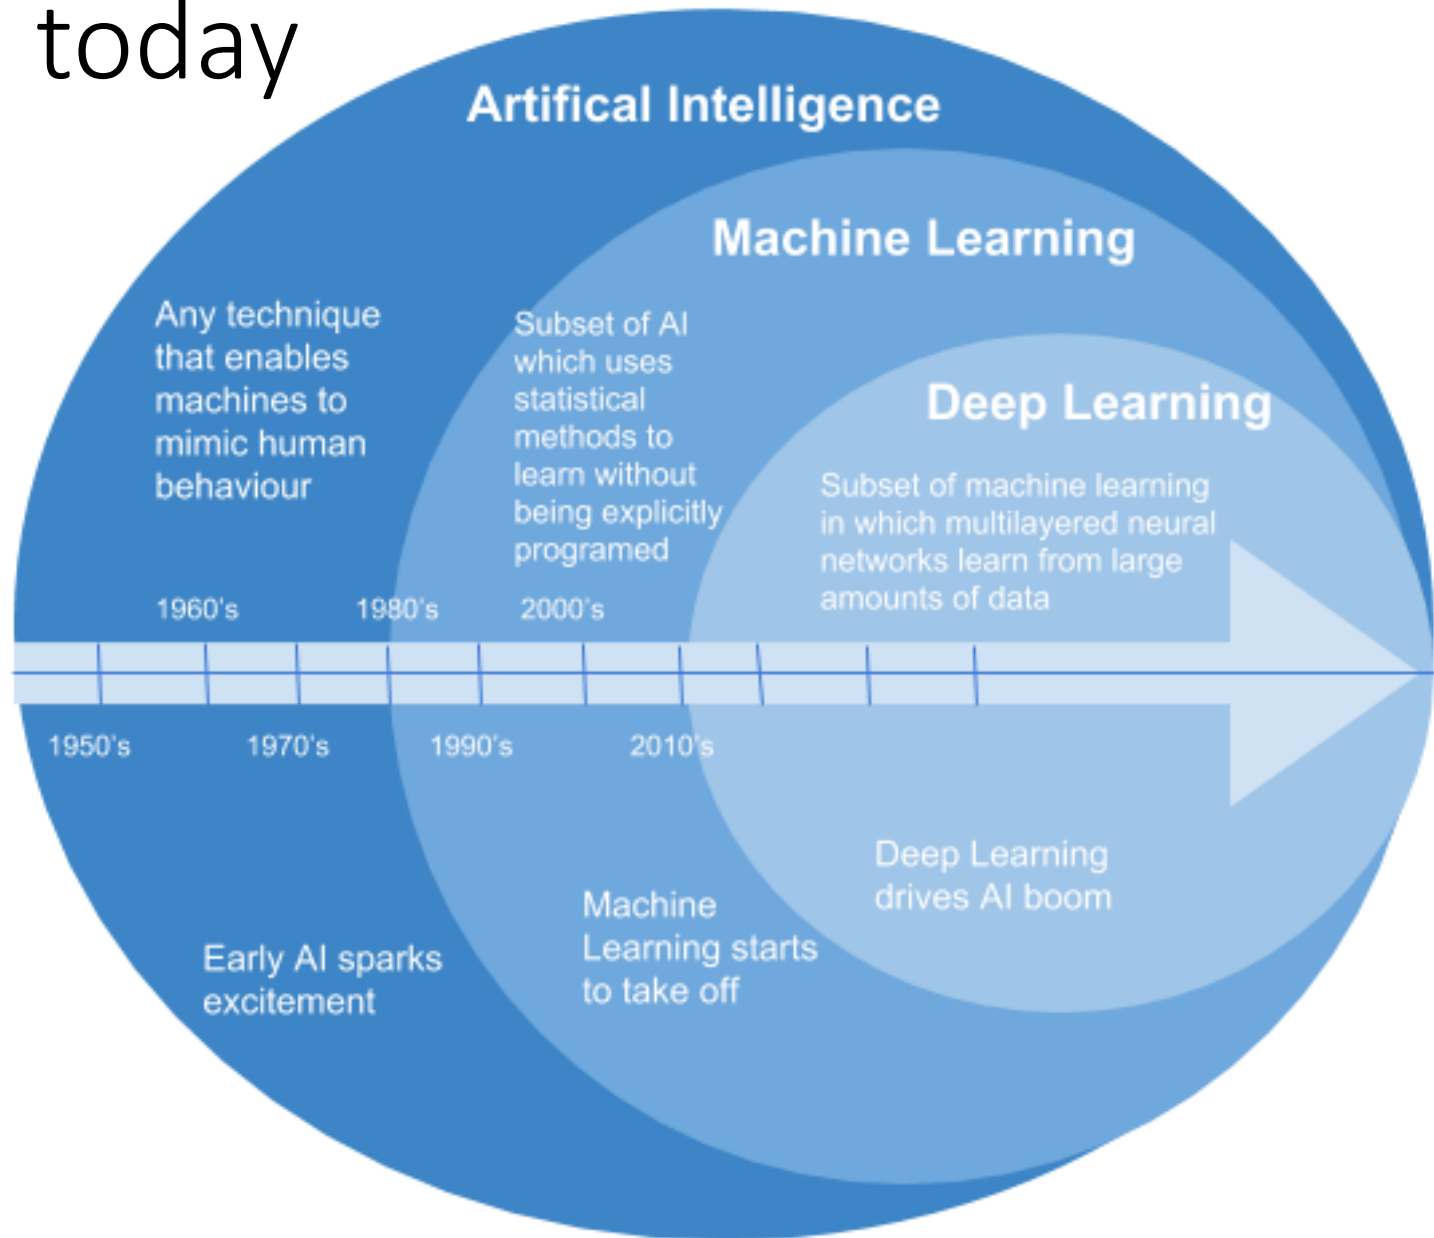 today
Artifical Intelligence
Machine Learning
Any technique
that enables
machines to
mimic human
behaviour
Subset of AI
which uses
statistical
methods to
learn without
being explicitly
programed
Deep Learning
Subset of machine learning
in which multilayered neural
networks learn from large
amounts of data
1960's 1980's 2000's
1950's 1970's 1990's 2010's
Early AI sparks
excitement
Machine
Learning starts
to take off
Deep Learning
drives AI boom